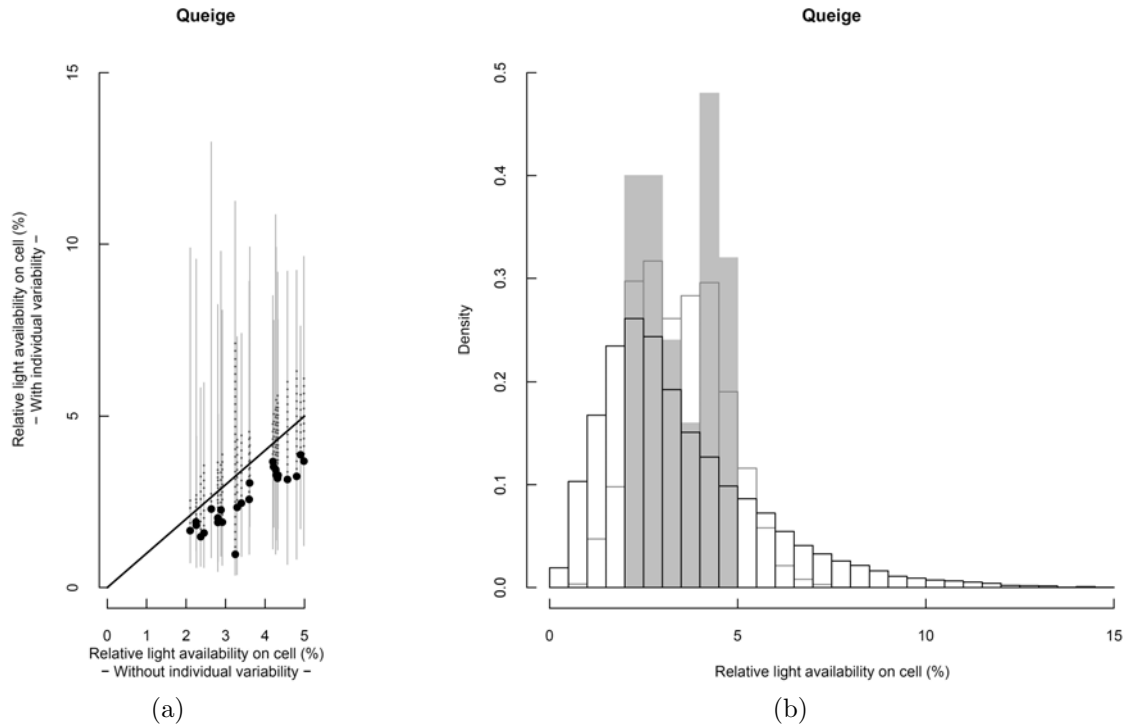 Queige
15
10
5
0
Relative light availability on cell (%)
− With individual variability −
0 1 2 3 4 5
Relative light availability on cell (%)
− Without individual variability −
(a)
Queige
0.5
0.4
0.3
0.2
0.1
0.0
Density
0 5 10 15
Relative light availability on cell (%)
(b)